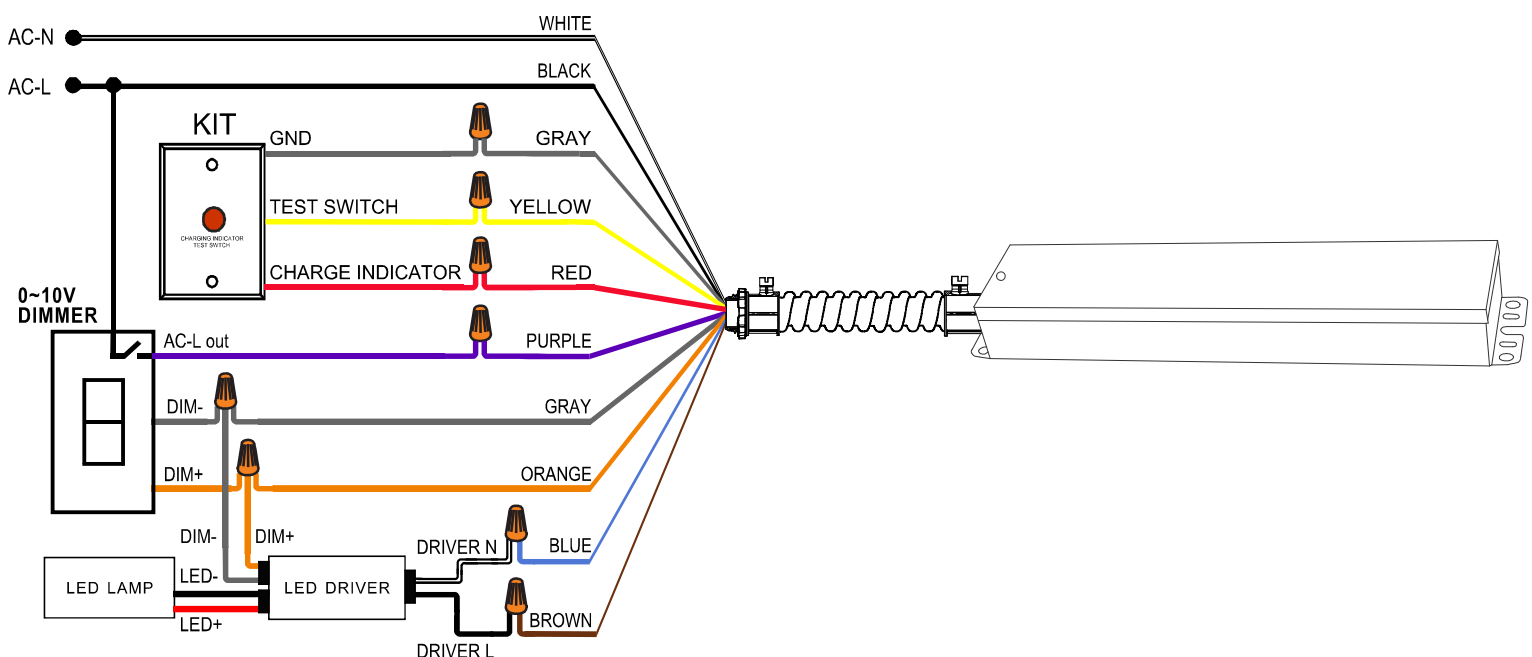 AC-N
WHITE
AC-L
BLACK
KIT
GND
GRAY
TEST SWITCH
YELLOW
CHARGING INDICATOR
TEST SWITCH
CHARGE INDICATOR
RED
0~10V
DIMMER
AC-L out
PURPLE
DIM-
GRAY
DIM+
ORANGE
DIM-
DIM+
DRIVER N
BLUE
LED LAMP
LED-
LED DRIVER
LED+
BROWN
DRIVER L